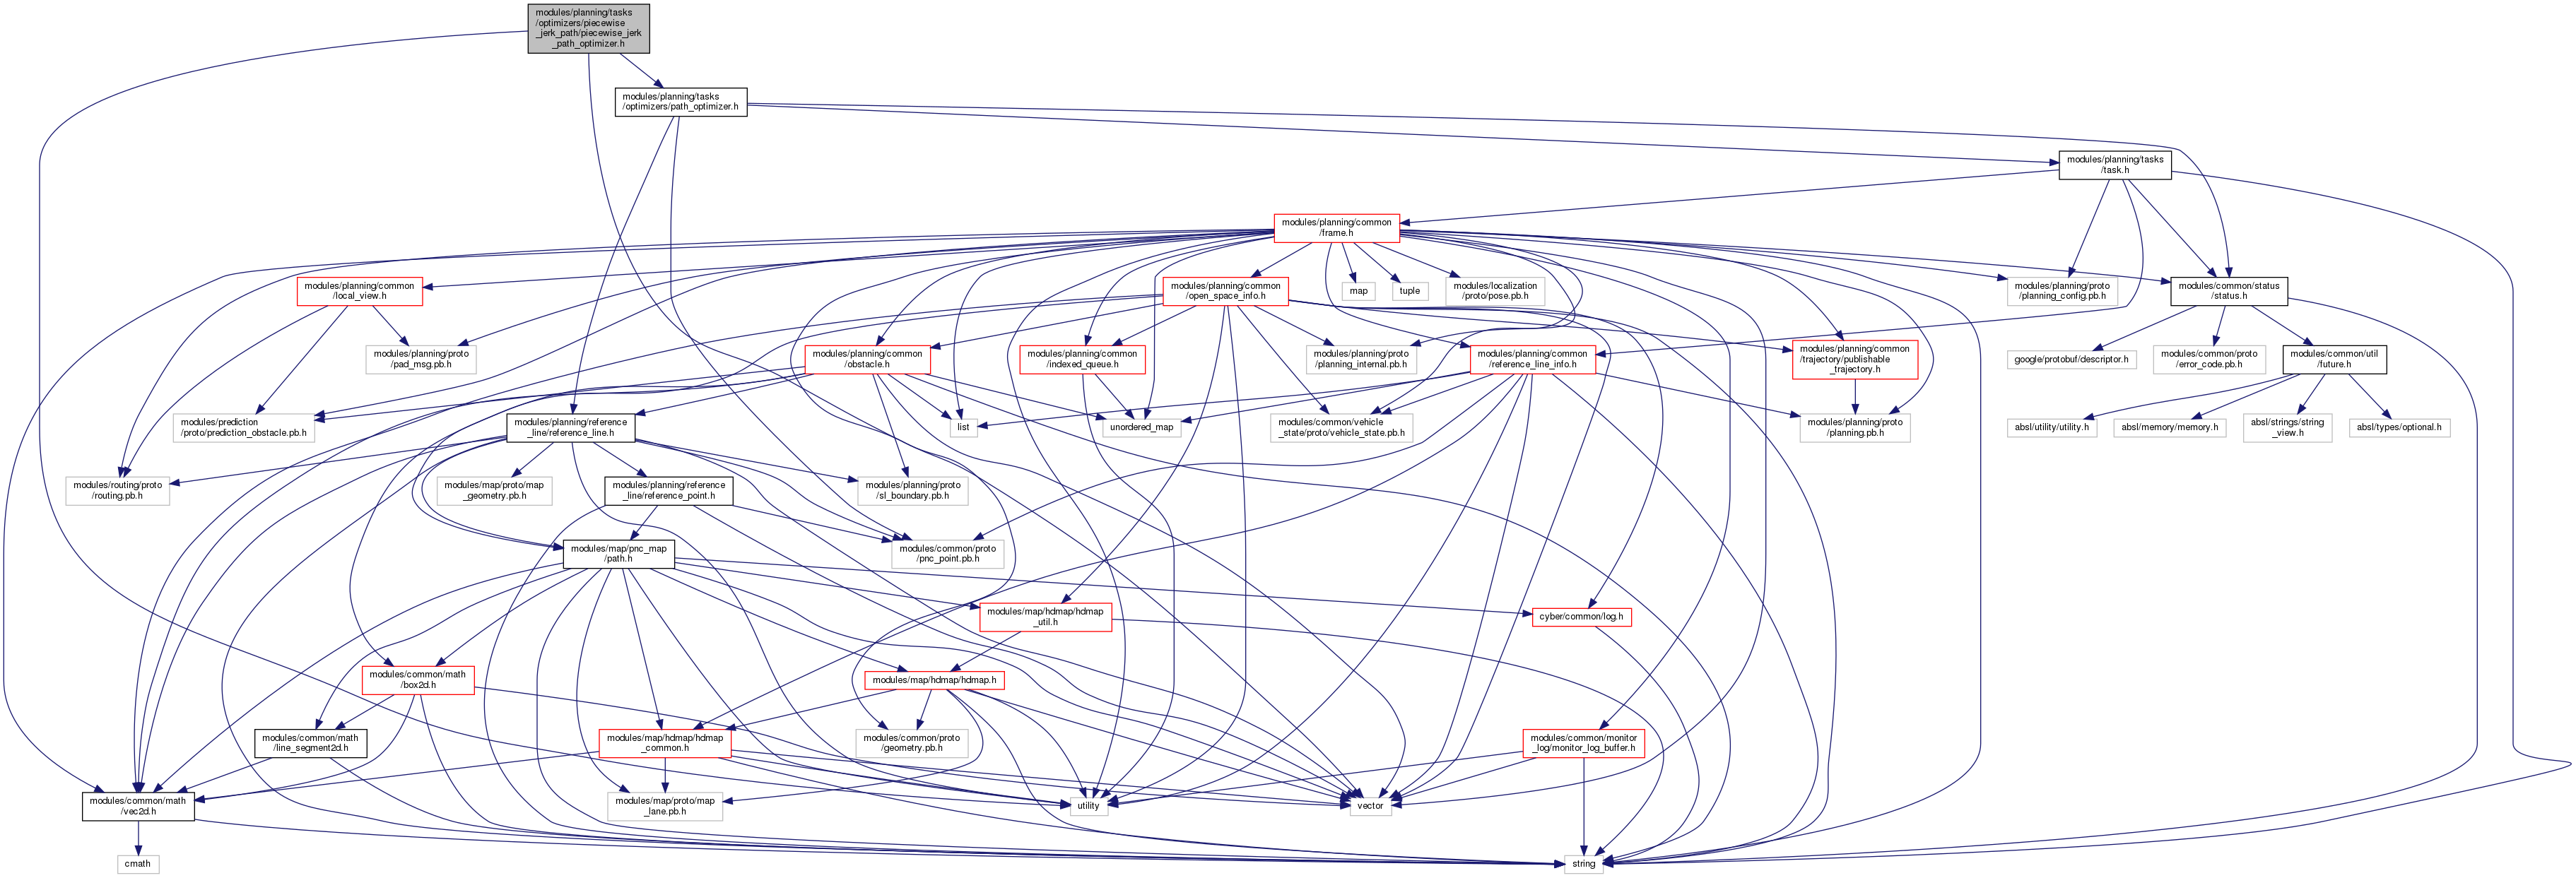 modules/planning/tasks
/optimizers/piecewise
_jerk_path/piecewise_jerk
_path_optimizer.h
modules/planning/tasks
/optimizers/path_optimizer.h
modules/planning/tasks
/task.h
modules/planning/common
/frame.h
modules/planning/common
/local_view.h
modules/planning/common
/open_space_info.h
map
tuple
modules/localization
/proto/pose.pb.h
modules/planning/proto
/planning_config.pb.h
modules/common/status
/status.h
modules/planning/proto
/pad_msg.pb.h
modules/planning/common
/obstacle.h
modules/planning/common
/indexed_queue.h
modules/planning/proto
/planning_internal.pb.h
modules/planning/common
/reference_line_info.h
modules/planning/common
/trajectory/publishable
_trajectory.h
google/protobuf/descriptor.h
modules/common/proto
/error_code.pb.h
modules/common/util
/future.h
modules/prediction
/proto/prediction_obstacle.pb.h
modules/planning/reference
_line/reference_line.h
list
unordered_map
modules/common/vehicle
_state/proto/vehicle_state.pb.h
modules/planning/proto
/planning.pb.h
absl/utility/utility.h
absl/memory/memory.h
absl/strings/string
_view.h
absl/types/optional.h
modules/routing/proto
/routing.pb.h
modules/map/proto/map
_geometry.pb.h
modules/planning/reference
_line/reference_point.h
modules/planning/proto
/sl_boundary.pb.h
modules/map/pnc_map
/path.h
modules/common/proto
/pnc_point.pb.h
modules/map/hdmap/hdmap
_util.h
cyber/common/log.h
modules/common/math
/box2d.h
modules/map/hdmap/hdmap.h
modules/common/math
/line_segment2d.h
modules/map/hdmap/hdmap
_common.h
modules/common/proto
/geometry.pb.h
modules/common/monitor
_log/monitor_log_buffer.h
modules/common/math
/vec2d.h
modules/map/proto/map
_lane.pb.h
utility
vector
cmath
string